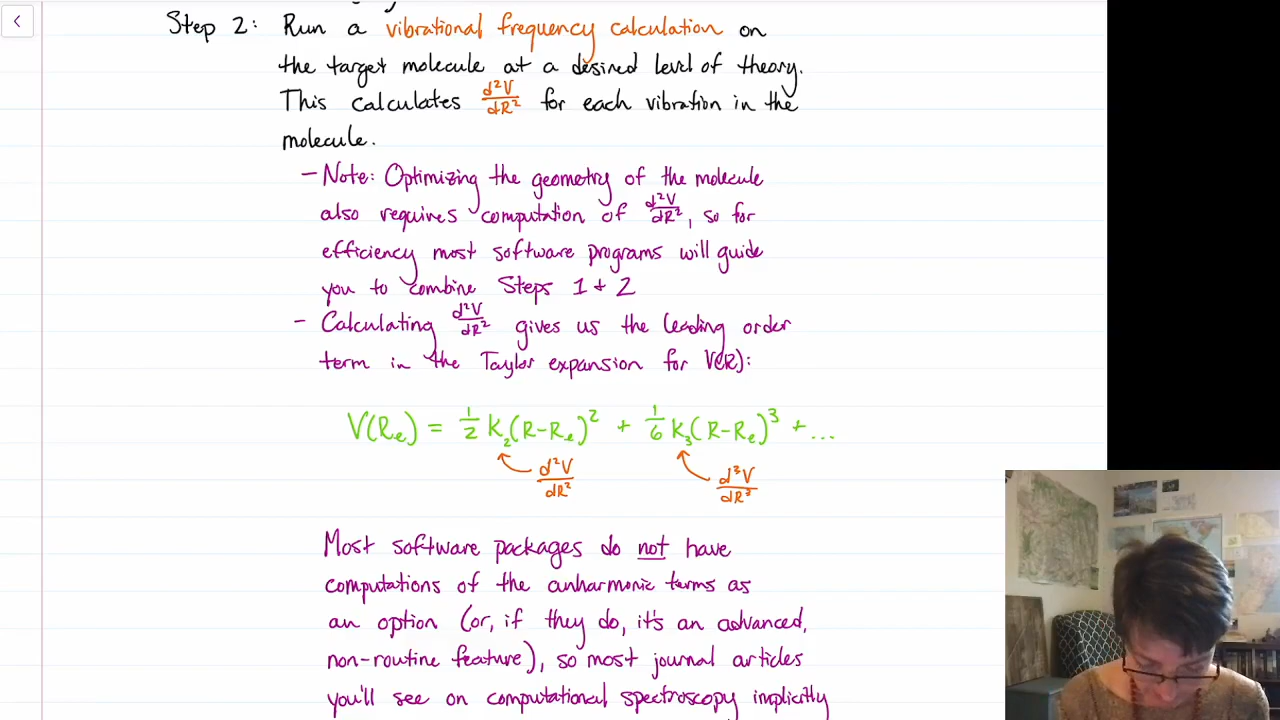 Step 2: Run a vibrational frequency calculation on
the target molecule at a desired level of theory.
This calculates d²V/dR² for each vibration in the
molecule.
- Note: Optimizing the geometry of the molecule
also requires computation of d²V/dR², so for
efficiency most software programs will guide
you to combine Steps 1 + 2
- Calculating d²V/dR² gives us the leading order
term in the Taylor expansion for V(R):
V(Rₑ) = 1/2 k₂(R-Rₑ)² + 1/6 k₃(R-Rₑ)³ + ...
d²V/dR² d³V/dR³
Most software packages do not have
computations of the anharmonic terms as
an option (or, if they do, it's an advanced,
non-routine feature), so most journal articles
you'll see on computational spectroscopy implicitly